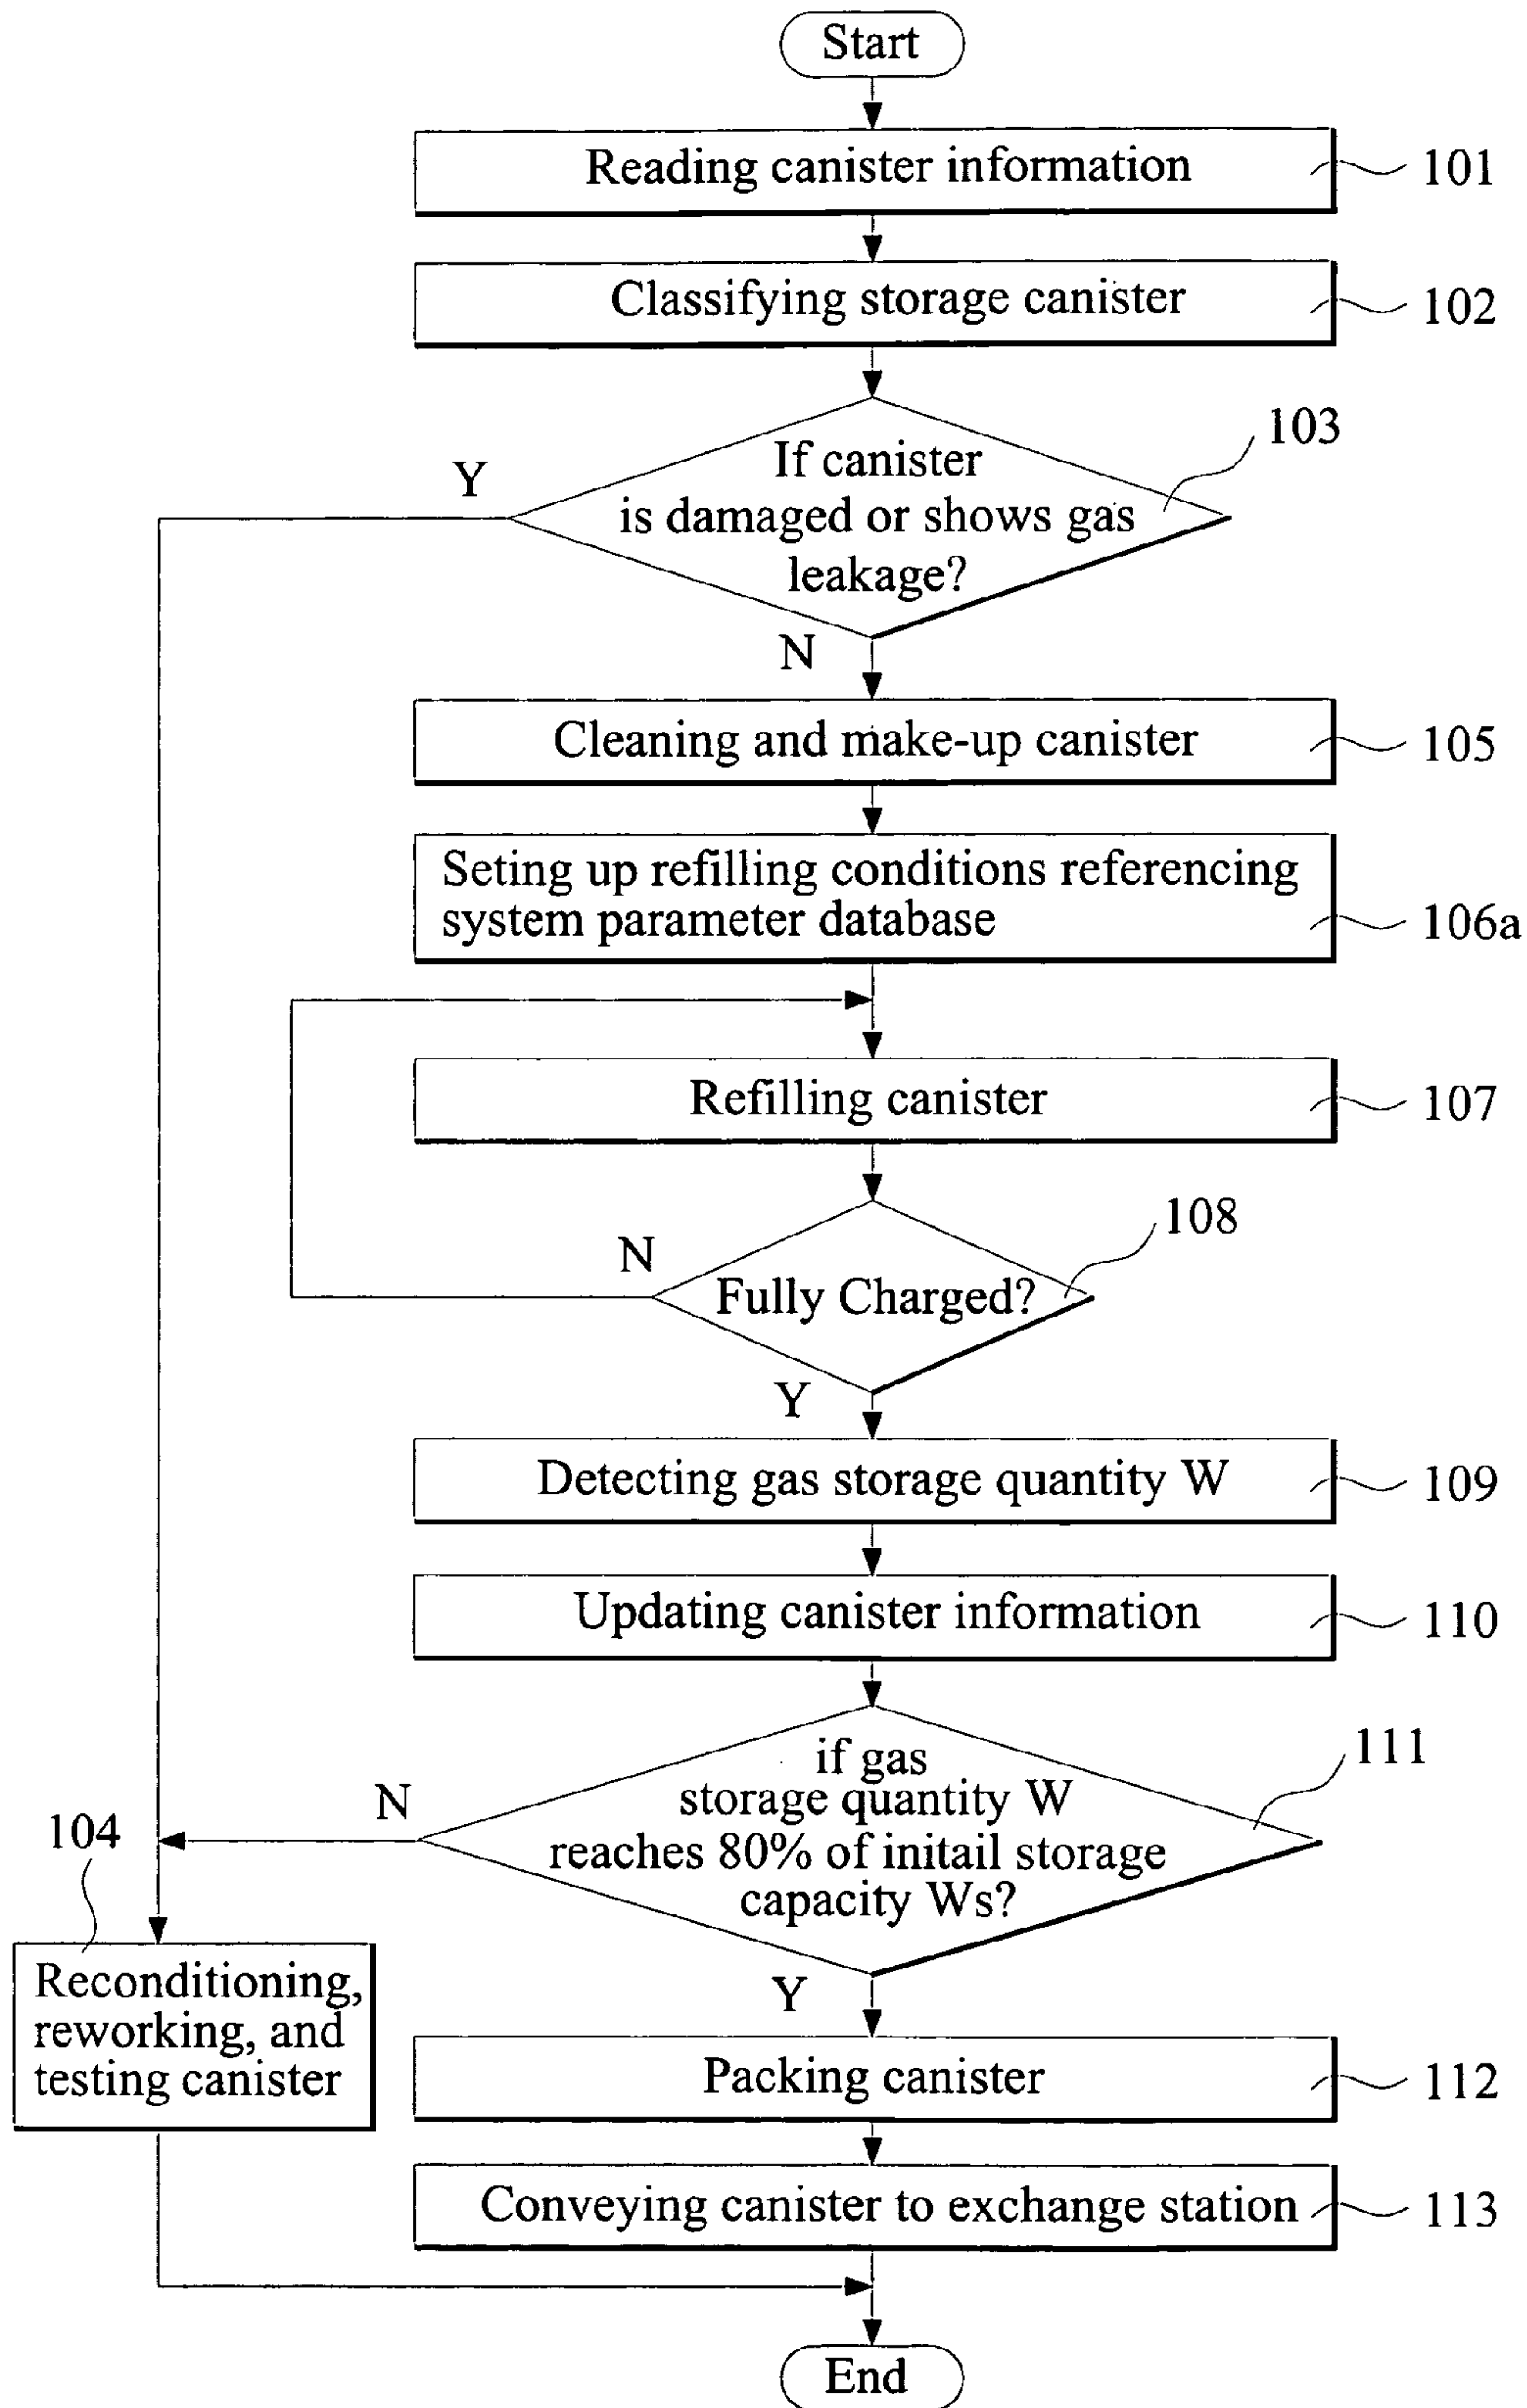 Start
Reading canister information
101
Classifying storage canister
102
103
If canister
is damaged or shows gas
leakage?
Y
N
Cleaning and make-up canister
105
Seting up refilling conditions referencing
system parameter database
106a
Refilling canister
107
108
Fully Charged?
N
Y
Detecting gas storage quantity W
109
Updating canister information
110
111
if gas
storage quantity W
reaches 80% of initail storage
capacity Ws?
N
Y
104
Reconditioning,
reworking, and
testing canister
Packing canister
112
Conveying canister to exchange station
113
End